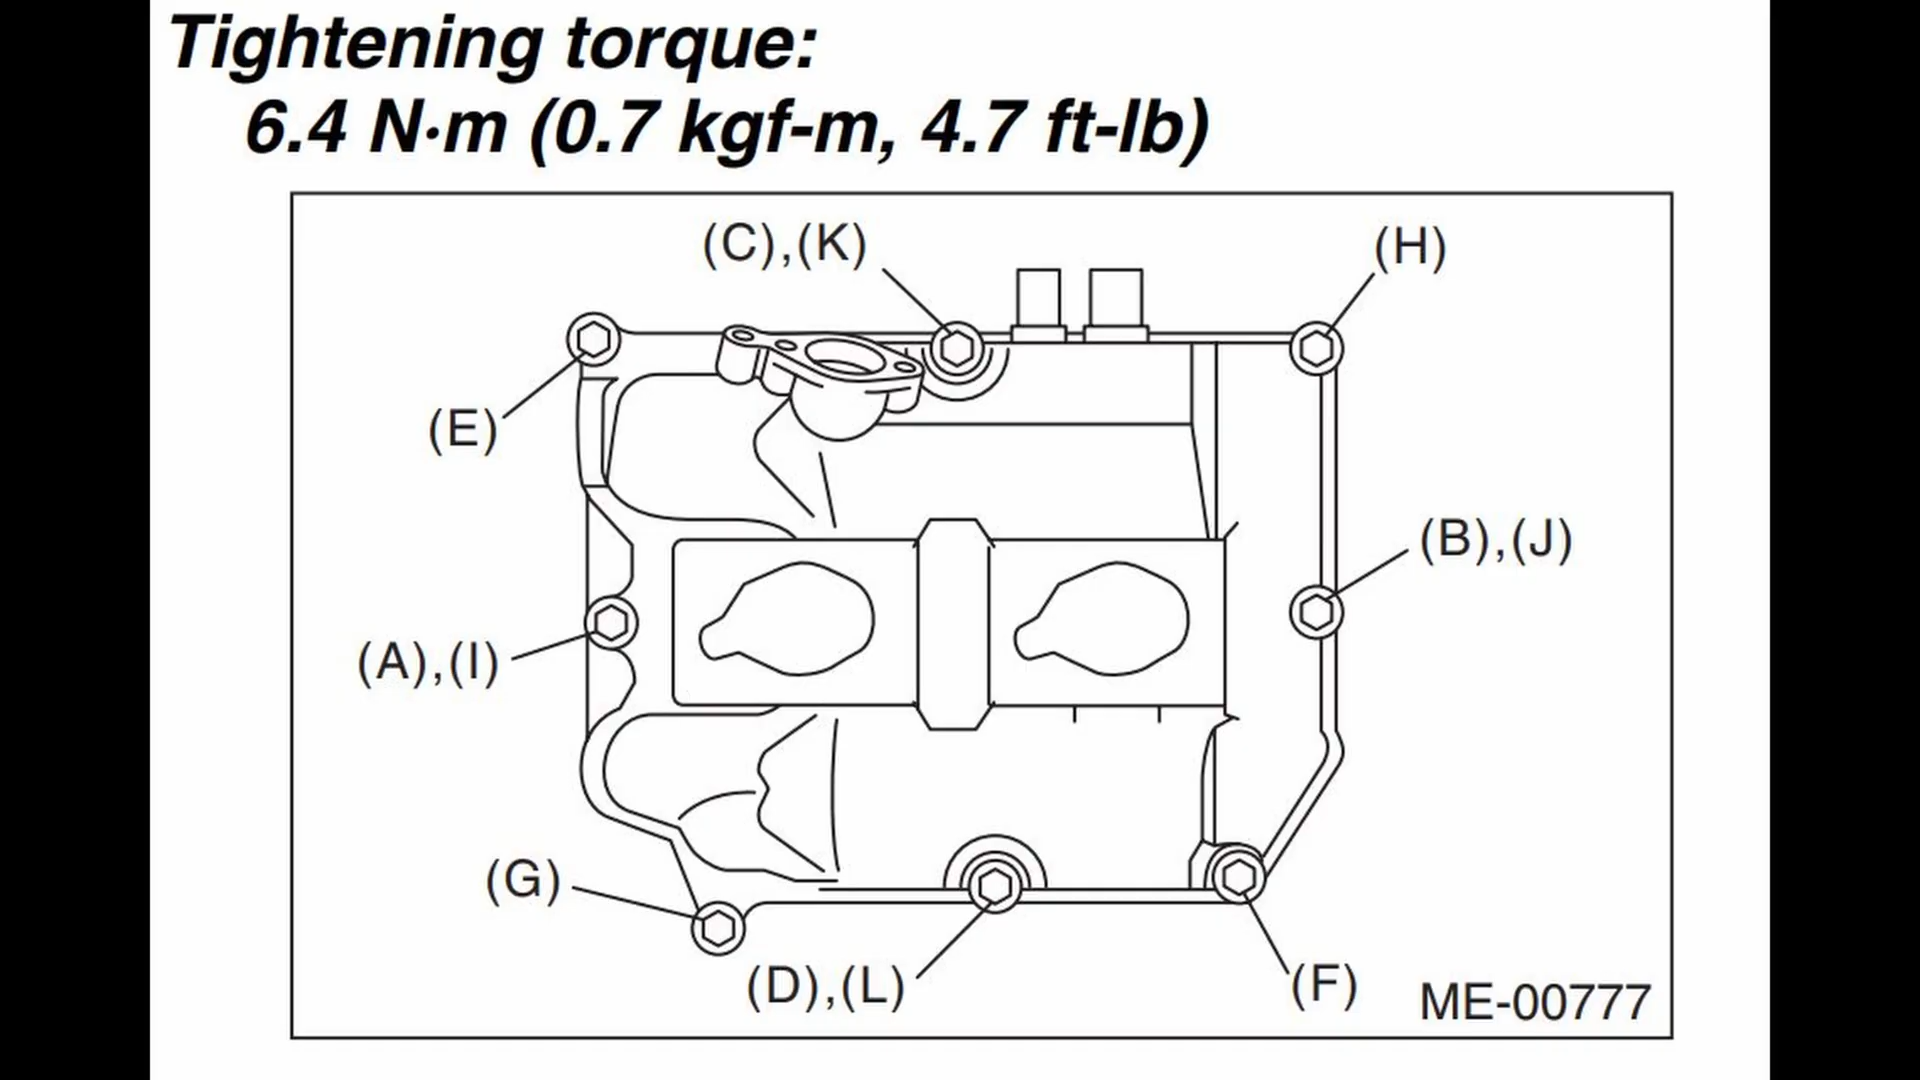 Tightening torque:
6.4 N·m (0.7 kgf-m, 4.7 ft-lb)
(C),(K)
(H)
(E)
(B),(J)
(A),(I)
(G)
(D),(L)
(F)
ME-00777